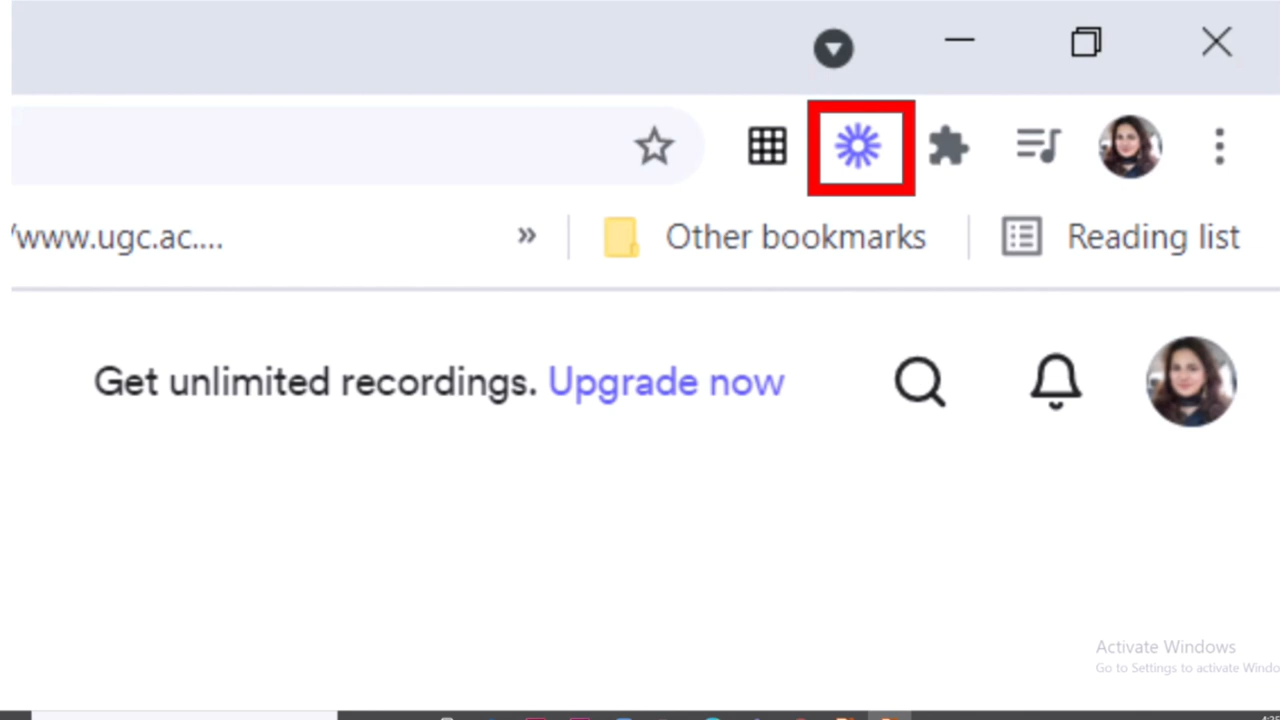 /www.ugc.ac....
»
Other bookmarks
Reading list
Get unlimited recordings. Upgrade now
Activate Windows
Go to Settings to activate Windo